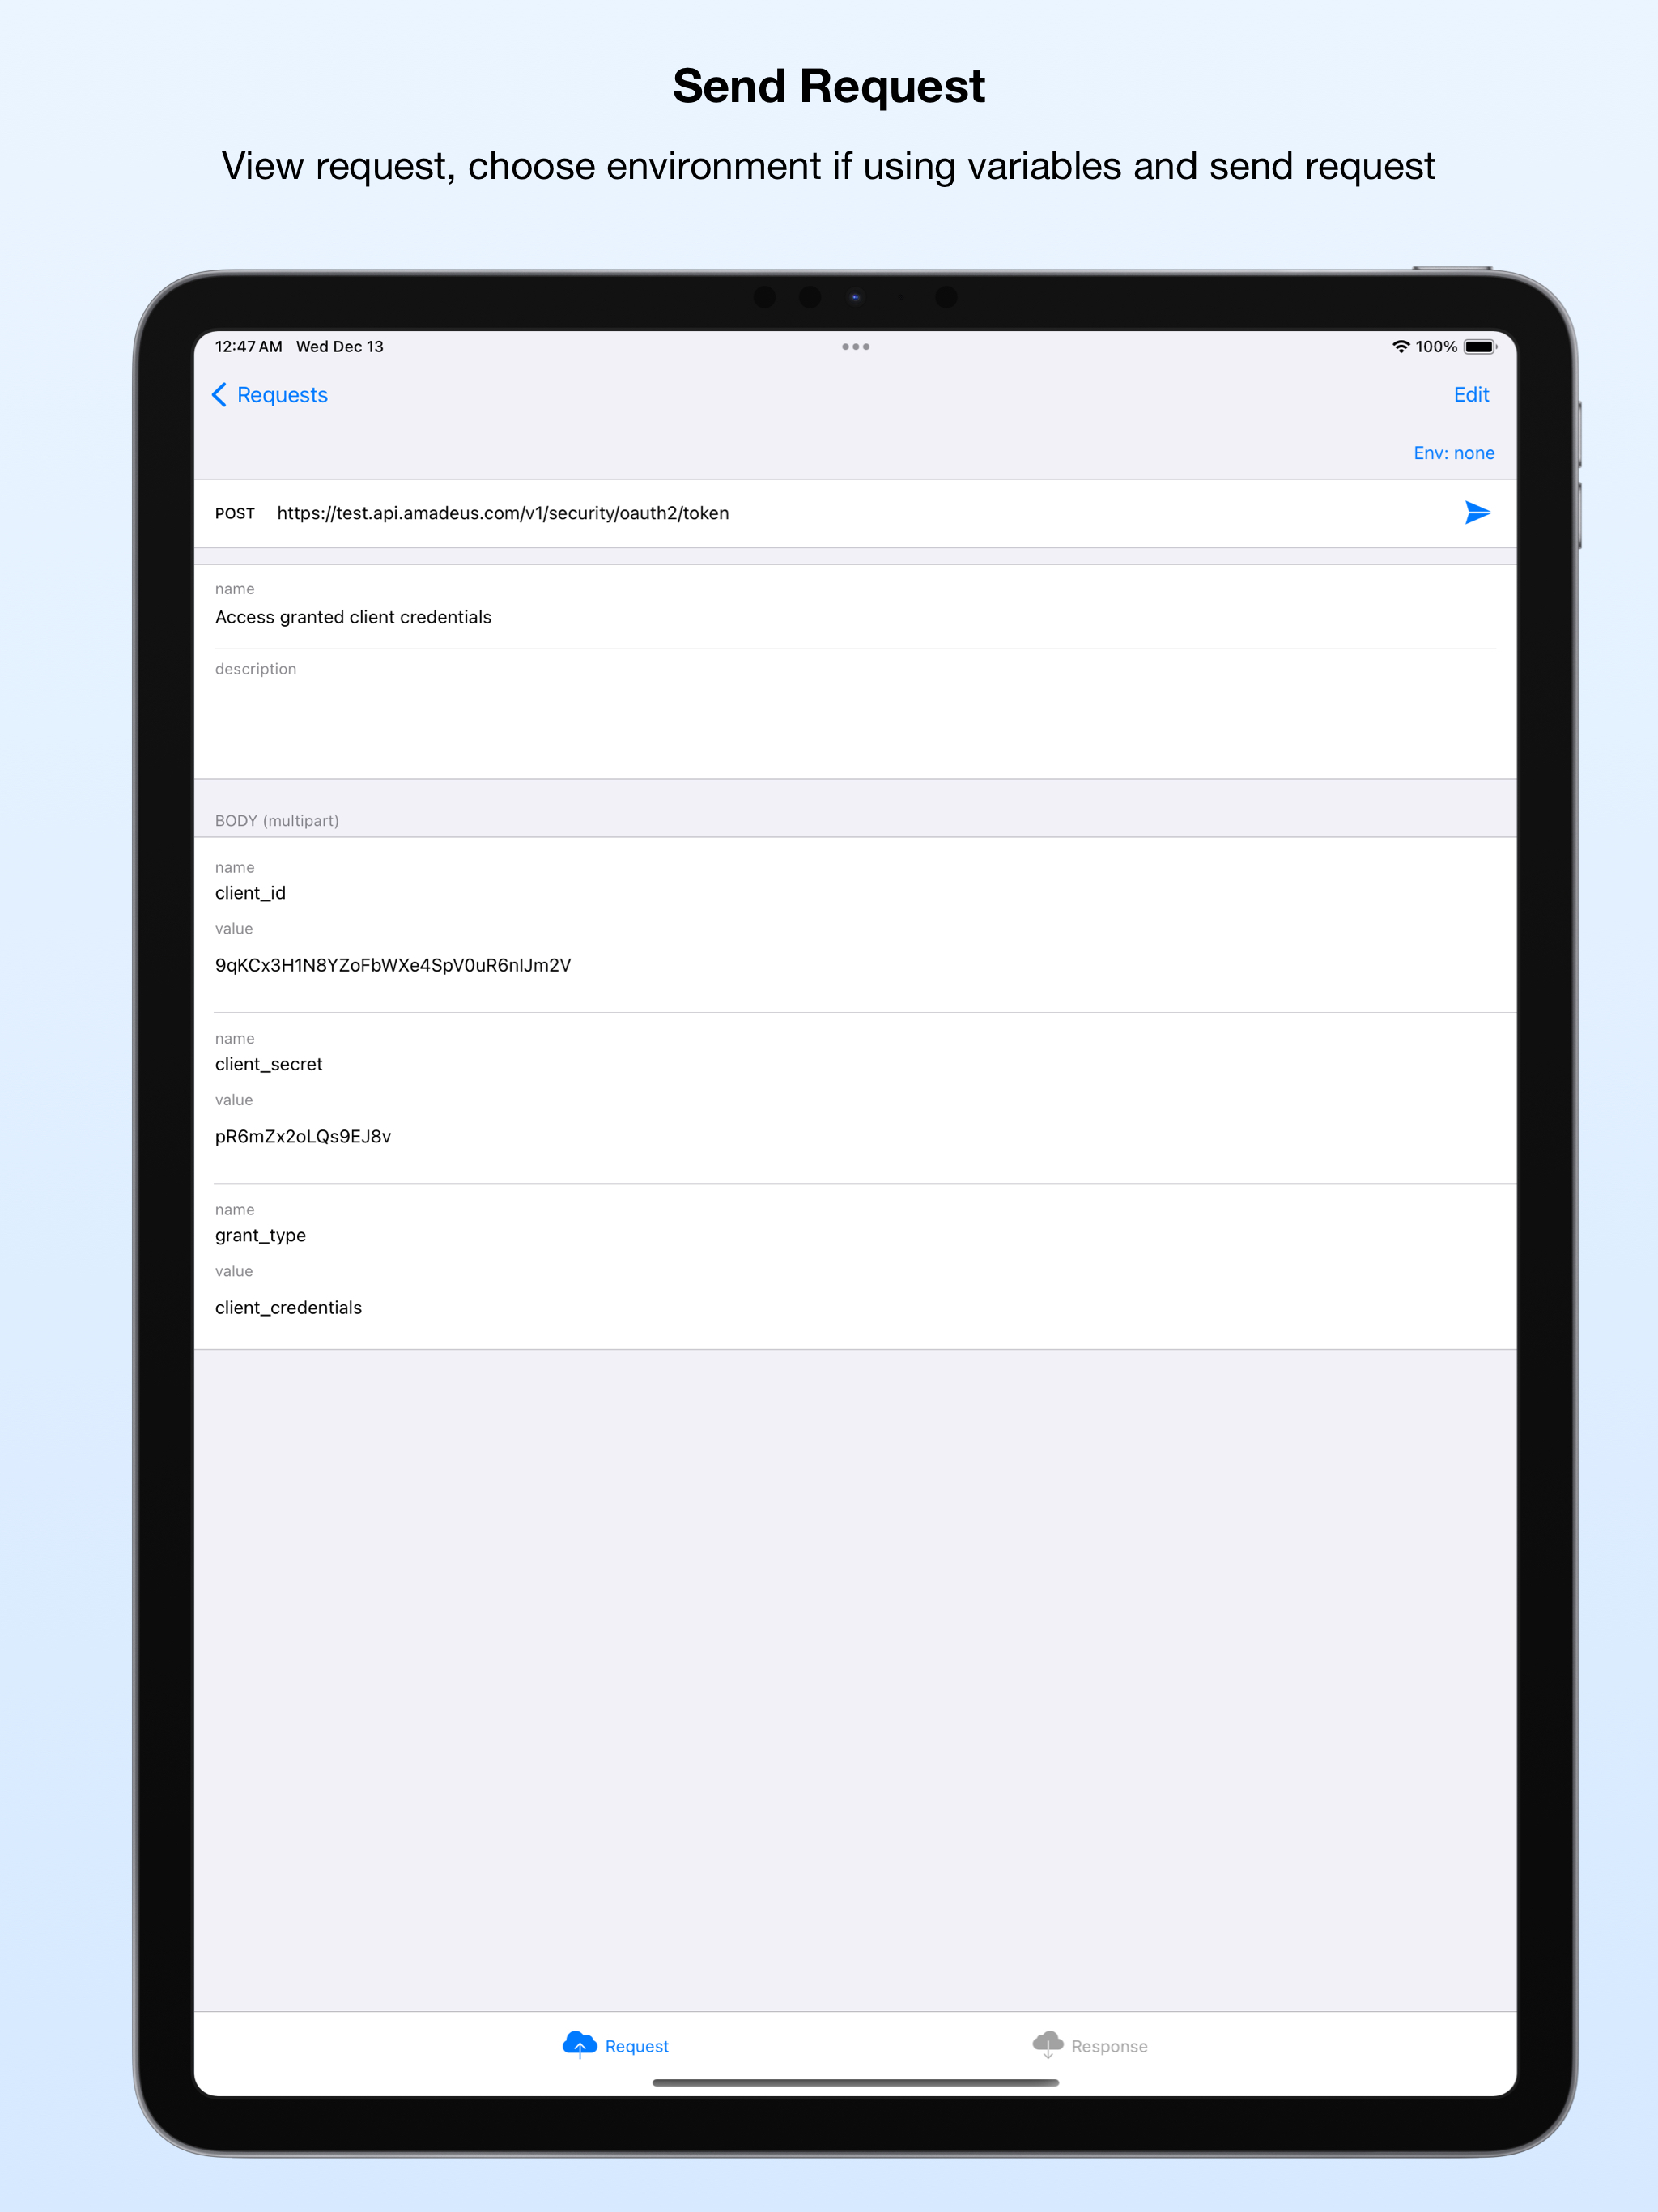 Send Request
View request, choose environment if using variables and send request
12:47 AM Wed Dec 13
100%
Requests
Edit
Env: none
POST https://test.api.amadeus.com/v1/security/oauth2/token
name
Access granted client credentials
description
BODY (multipart)
name
client_id
value
9qKCx3H1N8YZoFbWXe4SpV0uR6nIJm2V
name
client_secret
value
pR6mZx2oLQs9EJ8v
name
grant_type
value
client_credentials
Request
Response